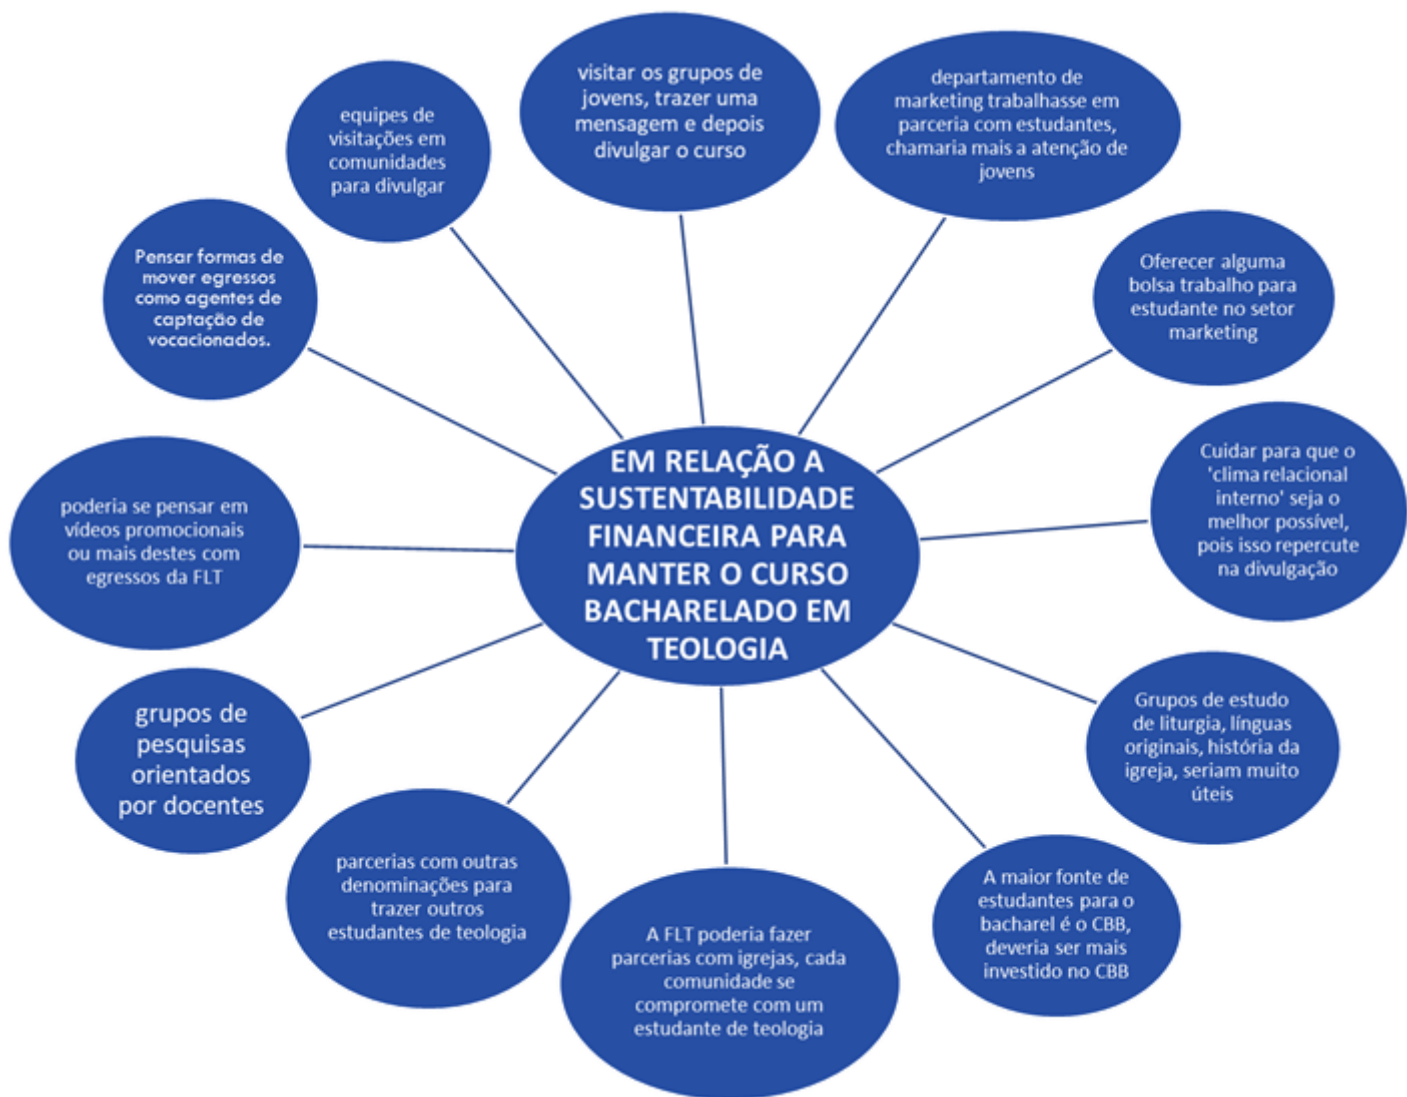 EM RELAÇÃO A
SUSTENTABILIDADE
FINANCEIRA PARA
MANTER O CURSO
BACHARELADO EM
TEOLOGIA
visitar os grupos de
jovens, trazer uma
mensagem e depois
divulgar o curso
departamento de
marketing trabalhasse em
parceria com estudantes,
chamaria mais a atenção de
jovens
Oferecer alguma
bolsa trabalho para
estudante no setor
marketing
Cuidar para que o
'clima relacional
interno' seja o
melhor possível,
pois isso repercute
na divulgação
Grupos de estudo
de liturgia, línguas
originais, história da
igreja, seriam muito
úteis
A maior fonte de
estudantes para o
bacharel é o CBB,
deveria ser mais
investido no CBB
A FLT poderia fazer
parcerias com igrejas, cada
comunidade se
compromete com um
estudante de teologia
parcerias com outras
denominações para
trazer outros
estudantes de teologia
grupos de
pesquisas
orientados
por docentes
poderia se pensar em
vídeos promocionais
ou mais destes com
egressos da FLT
Pensar formas de
mover egressos
como agentes de
captação de
vocacionados.
equipes de
visitações em
comunidades
para divulgar